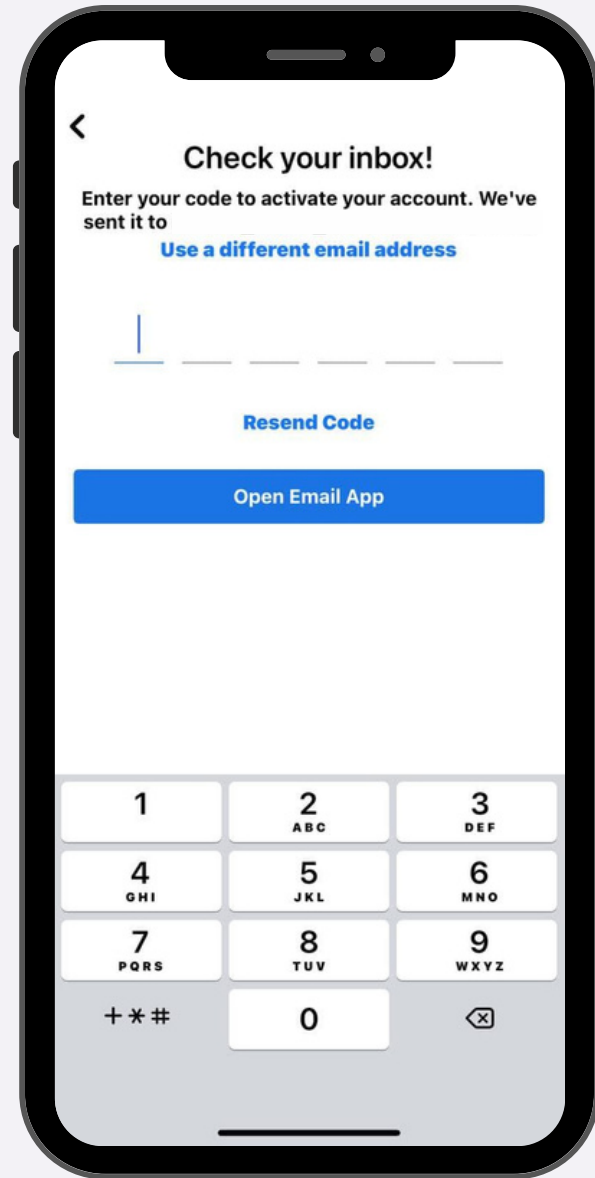 Check your inbox!
Enter your code to activate your account. We've
sent it to
Use a different email address
Resend Code
Open Email App
1
2
ABC
3
DEF
4
GHI
5
JKL
6
MNO
7
PQRS
8
TUV
9
WXYZ
+*#
0